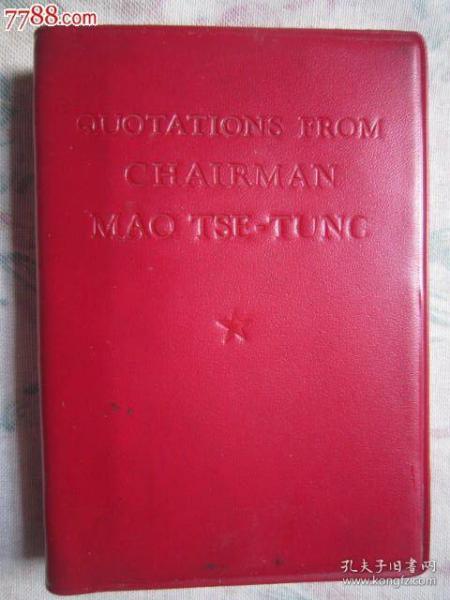 7788.com
QUOTATIONS FROM
CHAIRMAN
MAO TSE-TUNG
孔夫子旧书网
www.kongfz.com